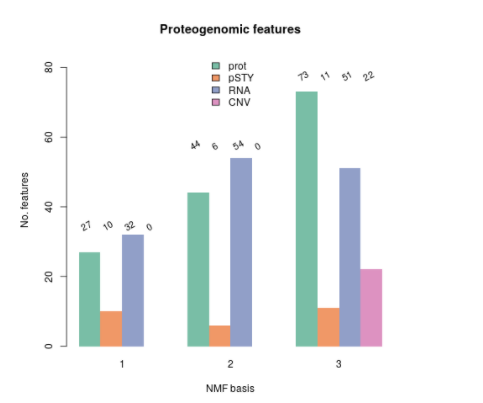 Proteogenomic features
prot
pSTY
RNA
CNV
73 11 51 22
44 6 54 0
27 10 32 0
80
60
40
20
0
No. features
1 2 3
NMF basis